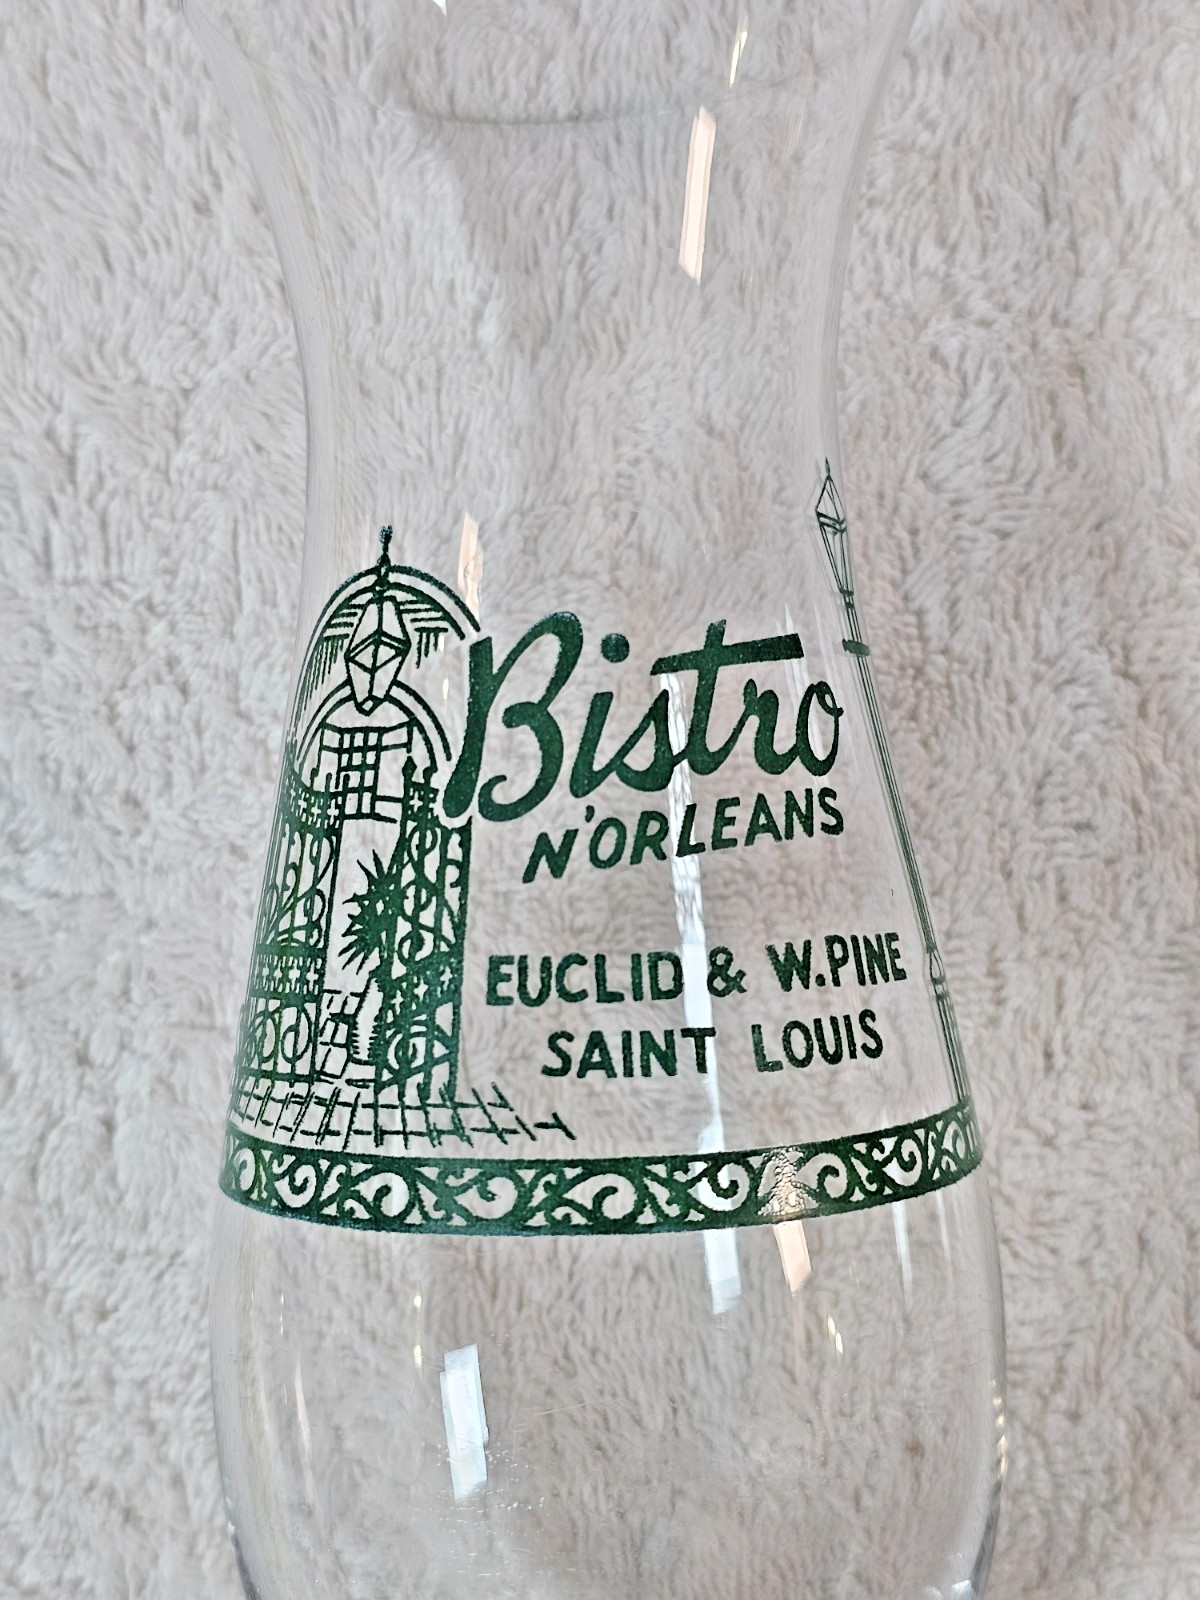 Bistro
N'ORLEANS
EUCLID & W.PINE
SAINT LOUIS